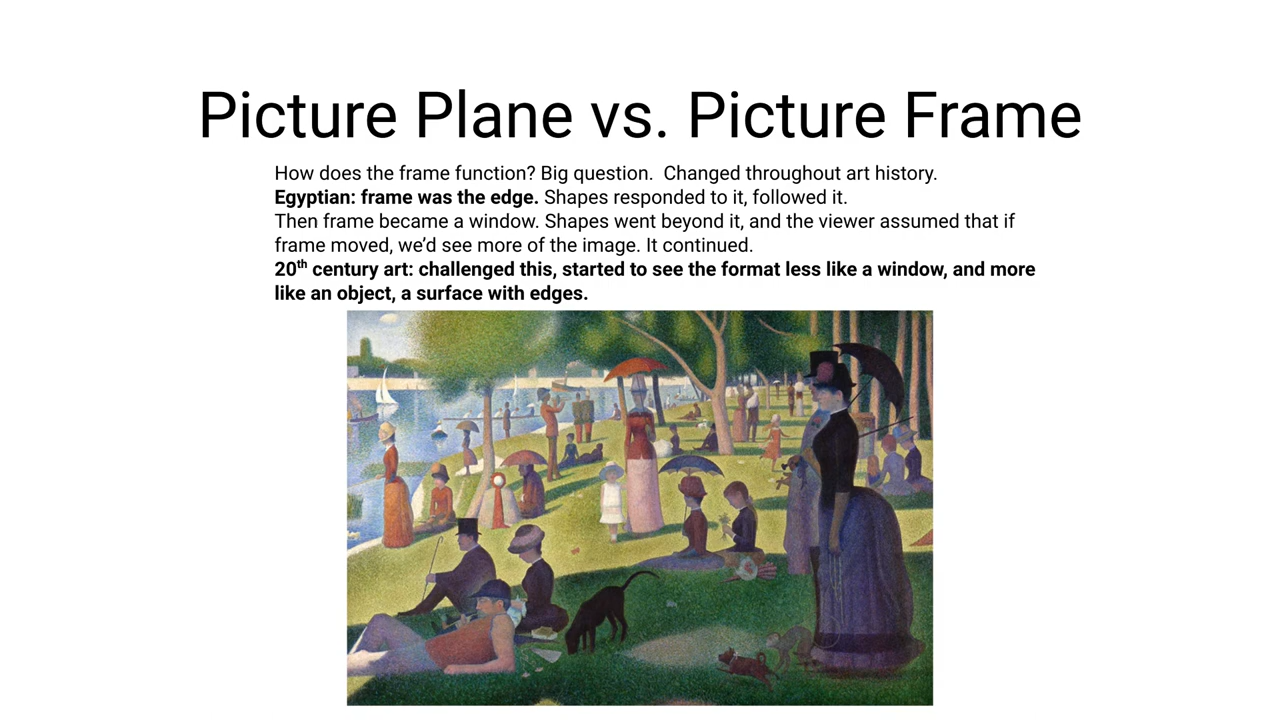 Picture Plane vs. Picture Frame
How does the frame function? Big question.  Changed throughout art history.
Egyptian: frame was the edge. Shapes responded to it, followed it.
Then frame became a window. Shapes went beyond it, and the viewer assumed that if
frame moved, we’d see more of the image. It continued.
20th century art: challenged this, started to see the format less like a window, and more
like an object, a surface with edges.